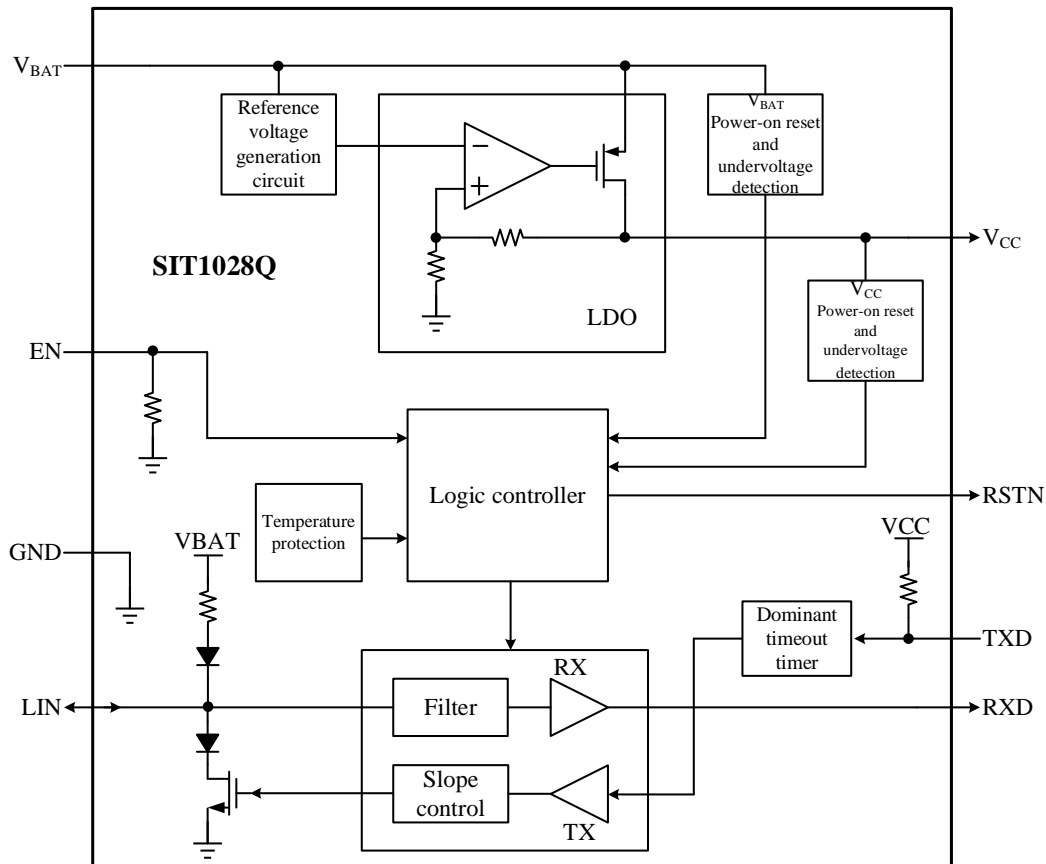 VBAT
Reference
voltage
generation
circuit
−
+
LDO
VBAT
Power-on reset
and
undervoltage
detection
VCC
SIT1028Q
VCC
Power-on reset
and
undervoltage
detection
EN
Logic controller
RSTN
Temperature
protection
VBAT
VCC
GND
Dominant
timeout
timer
TXD
RX
LIN
Filter
RXD
Slope
control
TX